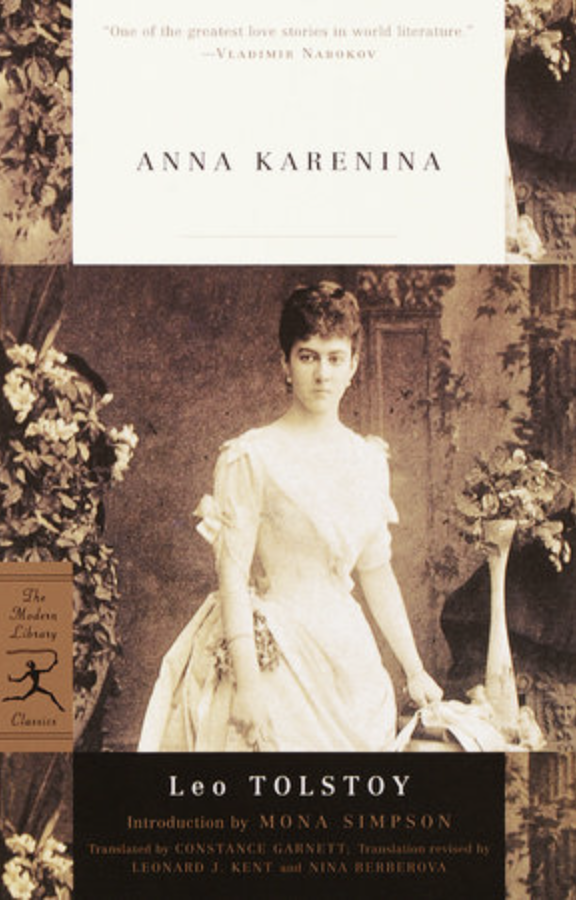 “One of the greatest love stories in world literature.”
—VLADIMIR NABOKOV
ANNA KARENINA
The
Modern
Library
Classics
Leo TOLSTOY
Introduction by MONA SIMPSON
Translated by CONSTANCE GARNETT; Translation revised by
LEONARD J. KENT and NINA BERBEROVA